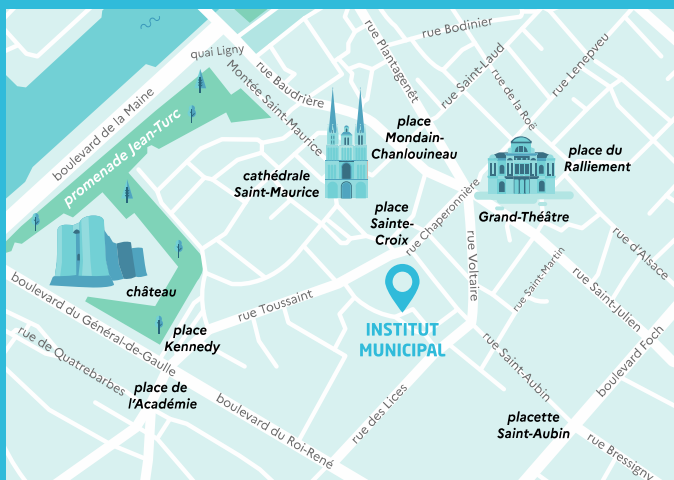 rue Bodinier
rue Plantagenêt
quai Ligny
rue Saint-Laud
rue Lenepveu
rue Baudrière
Montée Saint-Maurice
rue de la Roë
boulevard de la Maine
promenade Jean-Turc
place
Mondain-
Chanlouineau
place du
Ralliement
cathédrale
Saint-Maurice
place
Sainte-
Croix
rue Chaperonnière
Grand-Théâtre
rue d'Alsace
rue Voltaire
rue Saint-Martin
rue Saint-Julien
château
boulevard du Général-de-Gaulle
rue Toussaint
INSTITUT
MUNICIPAL
place
Kennedy
rue de Quatrebarbes
rue Saint-Aubin
boulevard Foch
place de
l'Académie
boulevard du Roi-René
rue des Lices
placette
Saint-Aubin
rue Bressigny